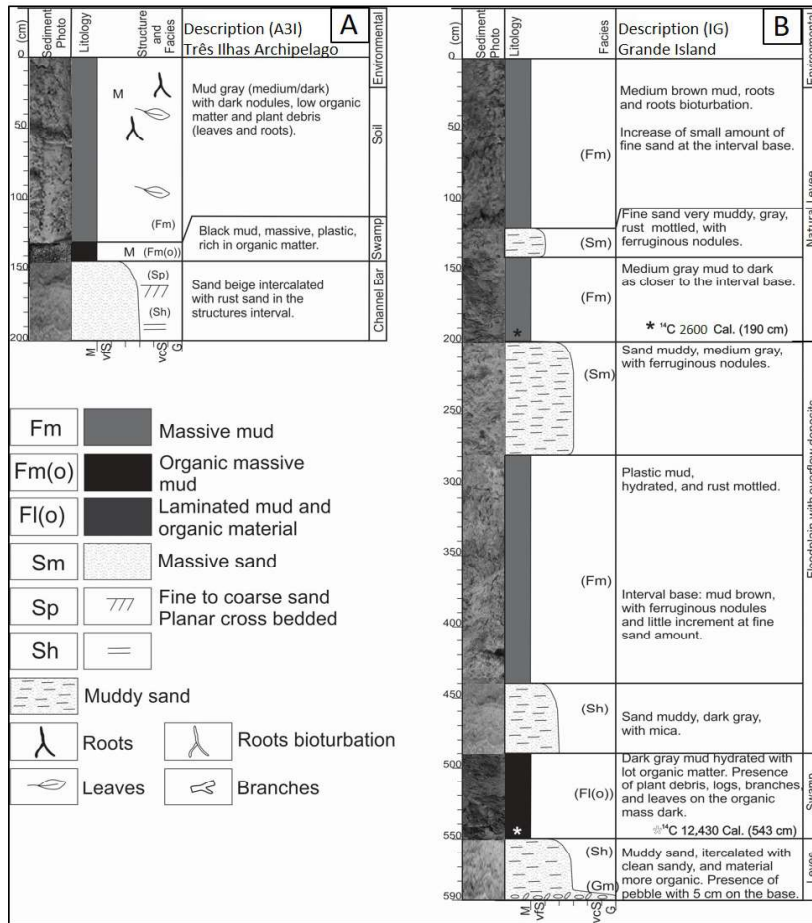 A
Depth (cm)
Sediment
Photo
Litology
Structure
and
Facies
Description (A3I)
Três Ilhas Archipelago
Environmental
0
50
100
150
200
M
Mud gray (medium/dark)
with dark nodules, low organic
matter and plant debris
(leaves and roots).
(Fm)
Soil
M (Fm(o))
Black mud, massive, plastic,
rich in organic matter.
Swamp
(Sp)
(Sh)
Sand beige intercalated
with rust sand in the
structures interval.
Channel Bar
M
vfS
vcS
G
Fm
Massive mud
Fm(o)
Organic massive
mud
Fl(o)
Laminated mud and
organic material
Sm
Massive sand
Sp
Fine to coarse sand
Planar cross bedded
Sh
Muddy sand
Roots
Roots bioturbation
Leaves
Branches
B
(cm)
Sediment
Photo
Litology
Facies
Description (IG)
Grande Island
Environmental
0
50
100
150
200
250
300
350
400
450
500
550
590
(Fm)
Medium brown mud, roots
and roots bioturbation.
Increase of small amount of
fine sand at the interval base.
(Sm)
Fine sand very muddy, gray,
rust mottled, with
ferruginous nodules.
(Fm)
Medium gray mud to dark
as closer to the interval base.
* ¹⁴C 2600 Cal. (190 cm)
Natural Levee
(Sm)
Sand muddy, medium gray,
with ferruginous nodules.
(Fm)
Plastic mud,
hydrated, and rust mottled.
Interval base: mud brown,
with ferruginous nodules
and little increment at fine
sand amount.
(Sh)
Sand muddy, dark gray,
with mica.
Floodplain with overflow deposits
(Fl(o))
Dark gray mud hydrated with
lot organic matter. Presence
of plant debris, logs, branches,
and leaves on the organic
mass dark.
☆¹⁴C 12,430 Cal. (543 cm)
Swamp
(Sh)
(Gm)
Muddy sand, itercalated with
clean sandy, and material
more organic. Presence of
pebble with 5 cm on the base.
Levee
M
vfS
vcS
G